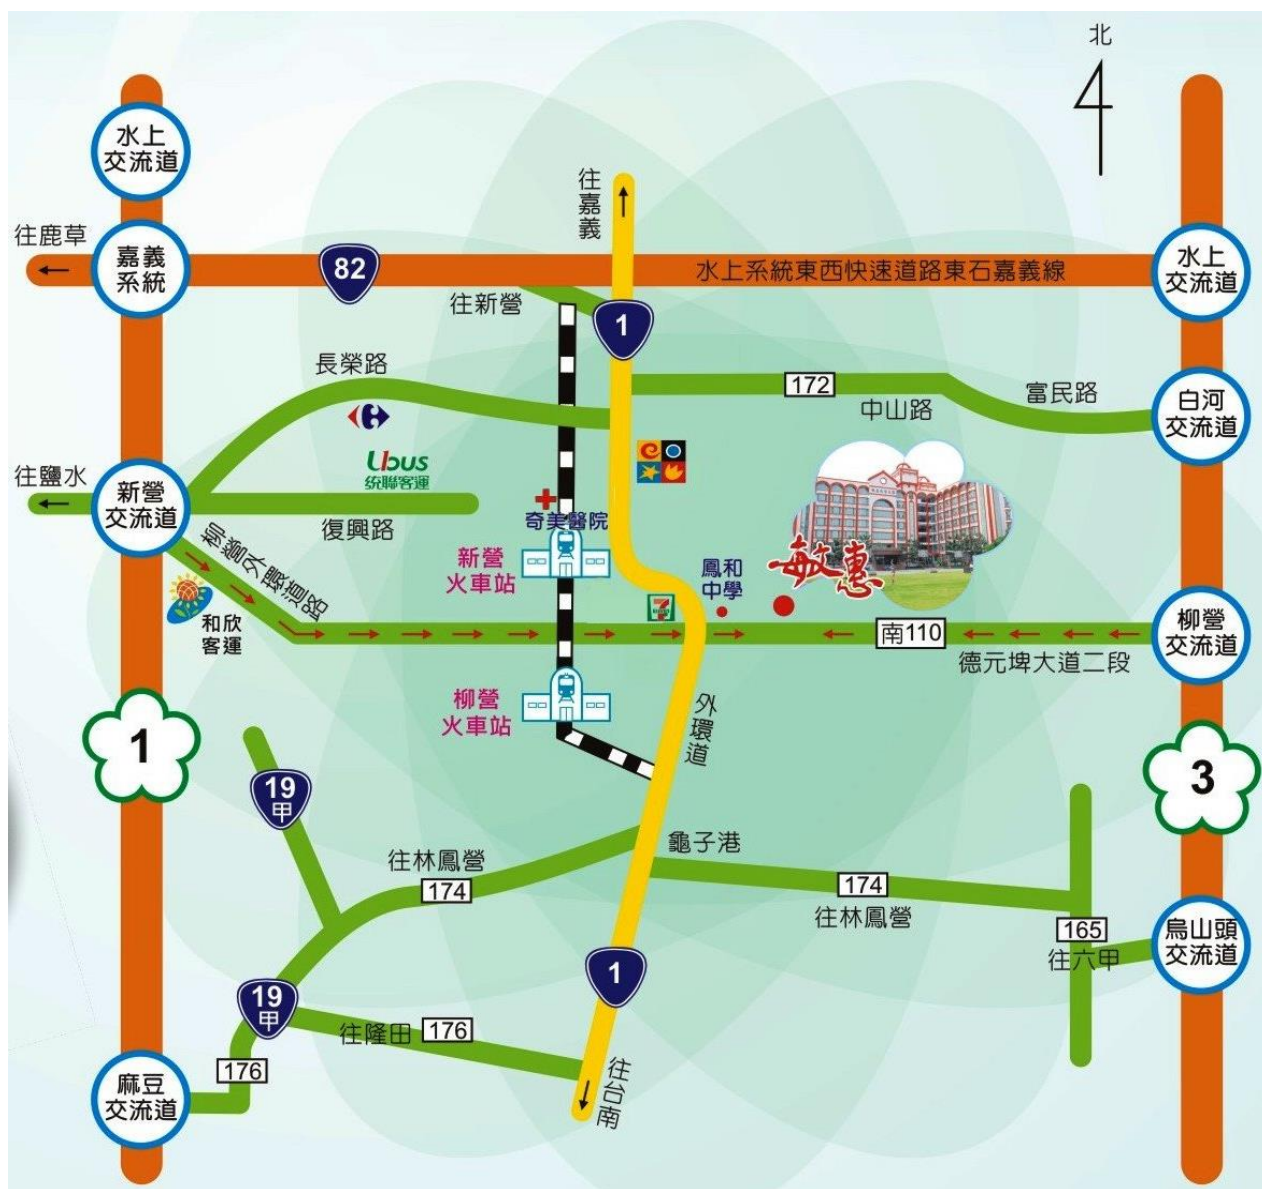 北
水上
交流道
往嘉義
往鹿草
嘉義
系統
82
水上系統東西快速道路東石嘉義線
水上
交流道
往新營
1
長榮路
172
中山路
富民路
白河
交流道
Ubus
統聯客運
往鹽水
新營
交流道
復興路
奇美醫院
新營
火車站
柳營外環道路
鳳和
中學
敏惠
7
和欣
客運
南110
柳營
交流道
德元埤大道二段
柳營
火車站
外環道
1
3
19
甲
龜子港
往林鳳營
174
174
往林鳳營
165
往六甲
烏山頭
交流道
1
19
甲
往隆田
176
176
麻豆
交流道
往台南